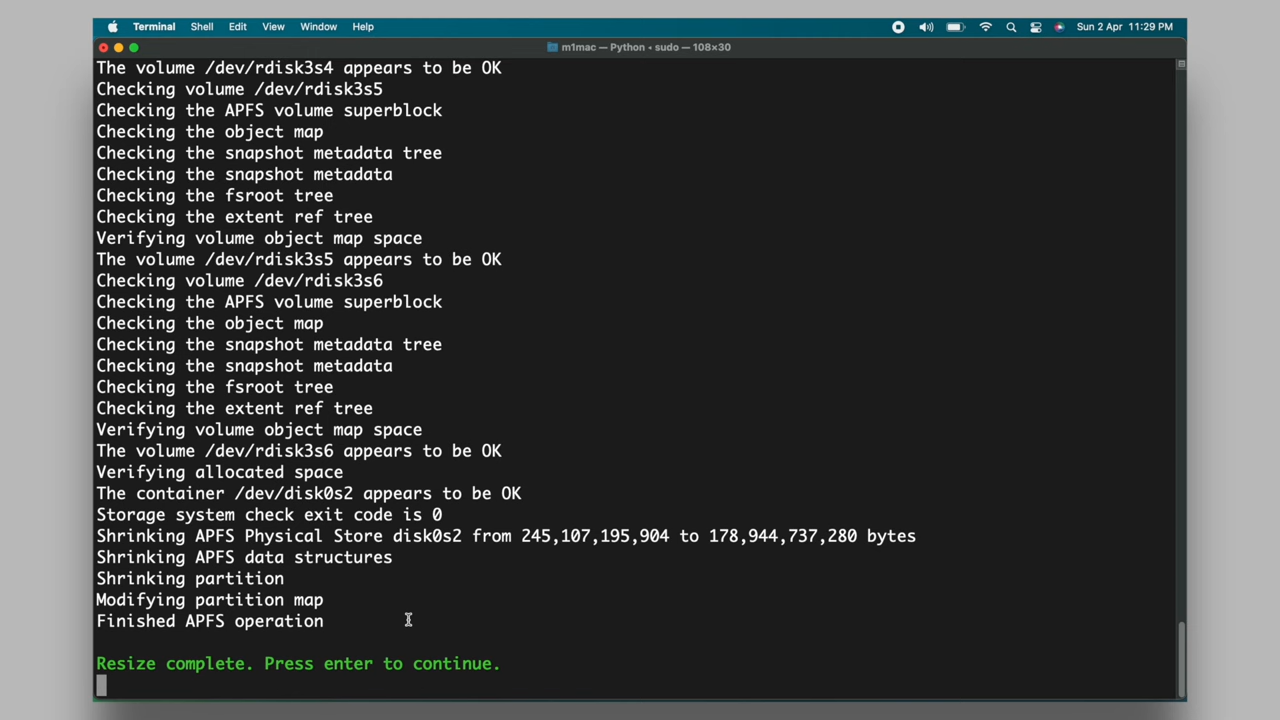 Terminal Shell Edit View Window Help Sun 2 Apr 11:29 PM
m1mac — Python • sudo — 108×30
The volume /dev/rdisk3s4 appears to be OK
Checking volume /dev/rdisk3s5
Checking the APFS volume superblock
Checking the object map
Checking the snapshot metadata tree
Checking the snapshot metadata
Checking the fsroot tree
Checking the extent ref tree
Verifying volume object map space
The volume /dev/rdisk3s5 appears to be OK
Checking volume /dev/rdisk3s6
Checking the APFS volume superblock
Checking the object map
Checking the snapshot metadata tree
Checking the snapshot metadata
Checking the fsroot tree
Checking the extent ref tree
Verifying volume object map space
The volume /dev/rdisk3s6 appears to be OK
Verifying allocated space
The container /dev/disk0s2 appears to be OK
Storage system check exit code is 0
Shrinking APFS Physical Store disk0s2 from 245,107,195,904 to 178,944,737,280 bytes
Shrinking APFS data structures
Shrinking partition
Modifying partition map
Finished APFS operation
Resize complete. Press enter to continue.